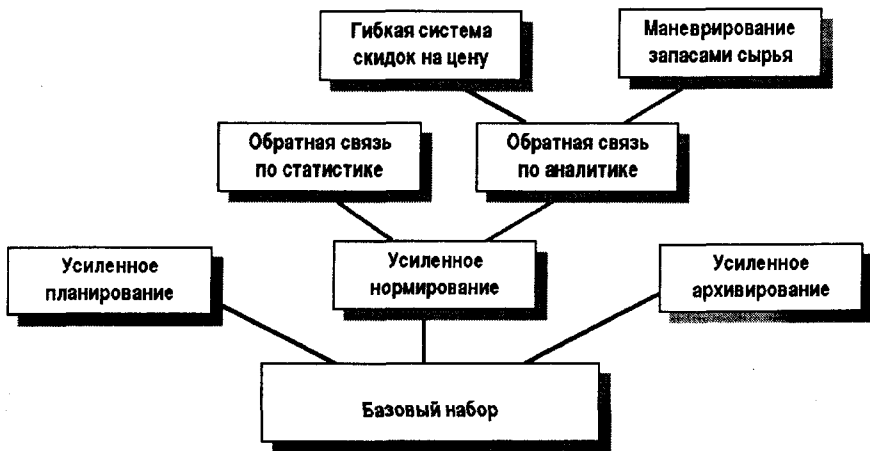 Гибкая система
скидок на цену
Маневрирование
запасами сырья
Обратная связь
по статистике
Обратная связь
по аналитике
Усиленное
планирование
Усиленное
нормирование
Усиленное
архивирование
Базовый набор